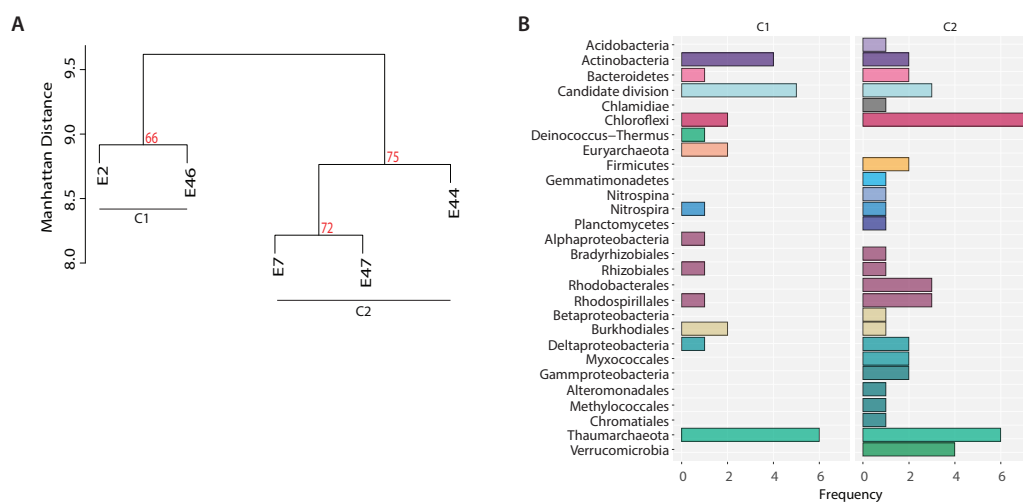 A
Manhattan Distance
9.5
9.0
8.5
8.0
66
75
72
E2
E46
E44
E7
E47
C1
C2
B
C1
C2
Acidobacteria
Actinobacteria
Bacteroidetes
Candidate division
Chlamidiae
Chloroflexi
Deinococcus−Thermus
Euryarchaeota
Firmicutes
Gemmatimonadetes
Nitrospina
Nitrospira
Planctomycetes
Alphaproteobacteria
Bradyrhizobiales
Rhizobiales
Rhodobacterales
Rhodospirillales
Betaproteobacteria
Burkhodiales
Deltaproteobacteria
Myxococcales
Gammproteobacteria
Alteromonadales
Methylococcales
Chromatiales
Thaumarchaeota
Verrucomicrobia
0 2 4 6 0 2 4 6
Frequency